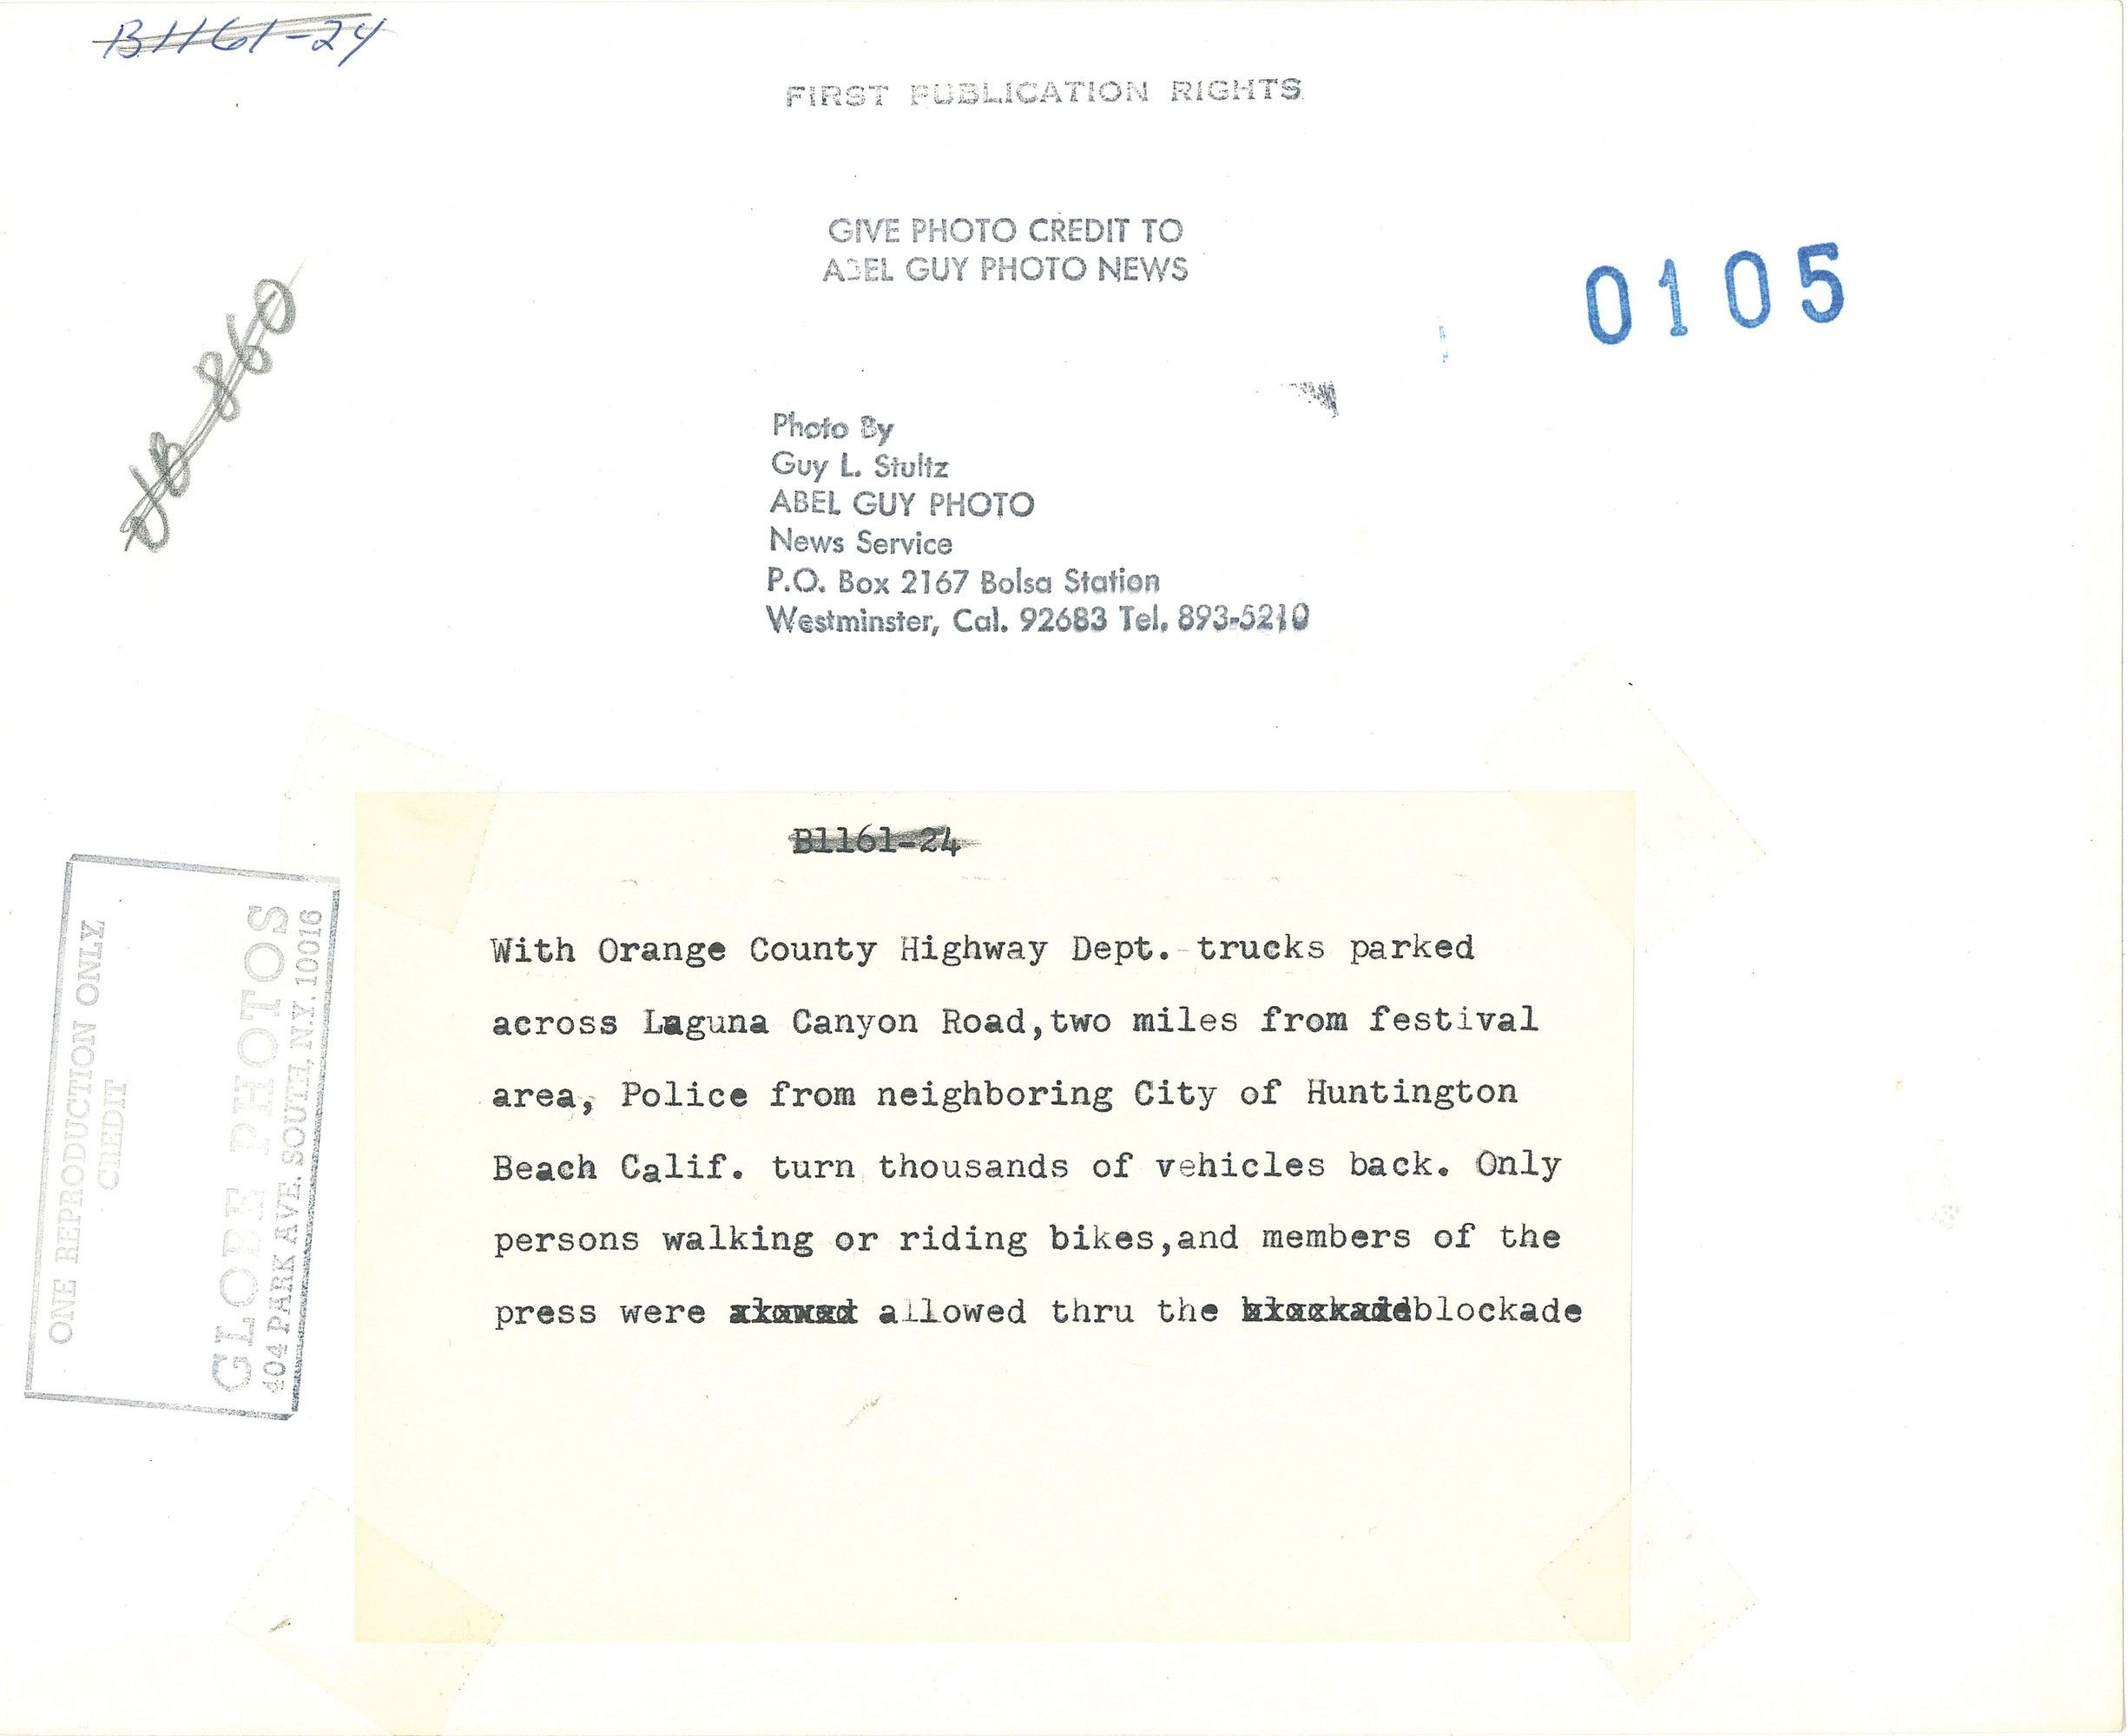 B1161-24
FIRST PUBLICATION RIGHTS
GIVE PHOTO CREDIT TO
ABEL GUY PHOTO NEWS
0105
Photo By
Guy L. Stultz
ABEL GUY PHOTO
News Service
P.O. Box 2167 Bolsa Station
Westminster, Cal. 92683 Tel. 893-5210
B1161-24
With Orange County Highway Dept. trucks parked
across Laguna Canyon Road,two miles from festival
area, Police from neighboring City of Huntington
Beach Calif. turn thousands of vehicles back. Only
persons walking or riding bikes,and members of the
press were allowed thru the blockade
ONE REPRODUCTION ONLY
CREDIT
GLOBE PHOTOS
404 PARK AVE. SOUTH, N.Y. 10016